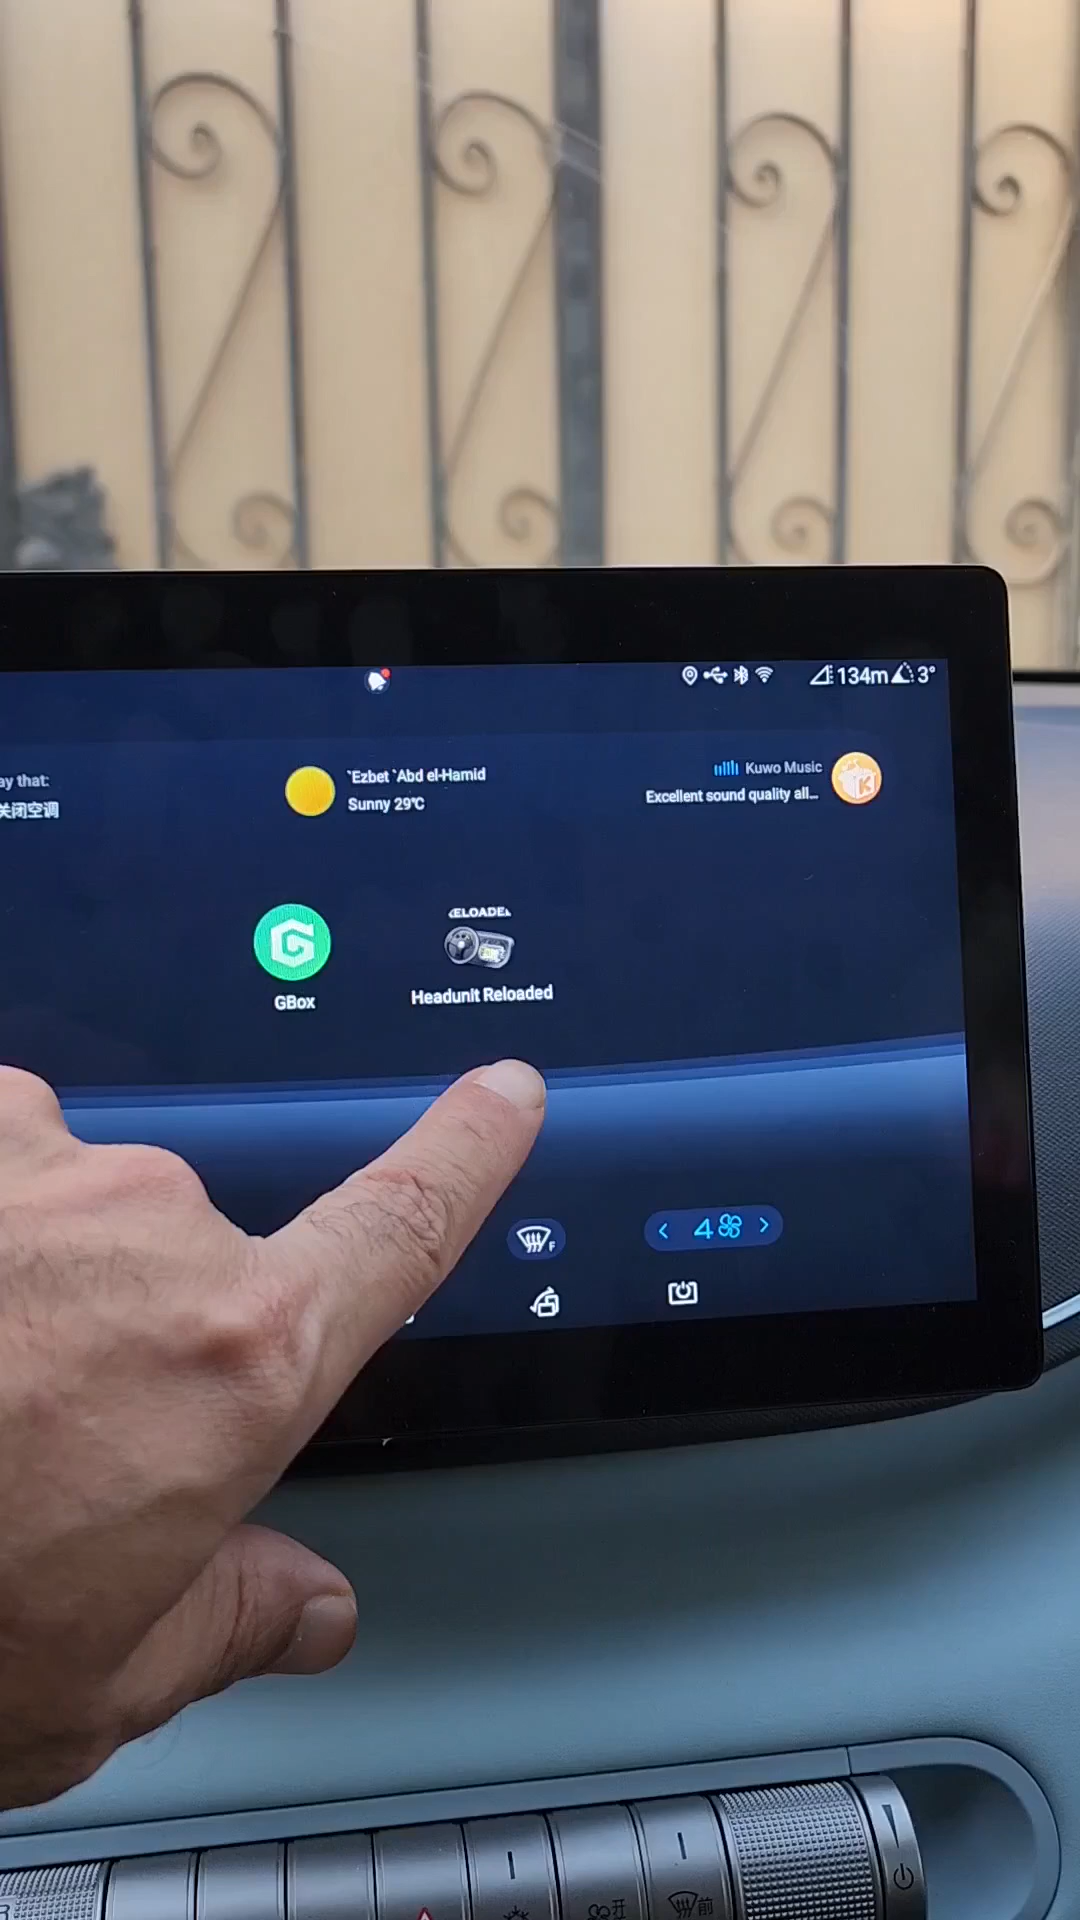 134m 3°
ay that:
关闭空调
`Ezbet `Abd el-Hamid
Sunny 29℃
Kuwo Music
Excellent sound quality all...
GBox
ELOADE
Headunit Reloaded
F
4
开
前